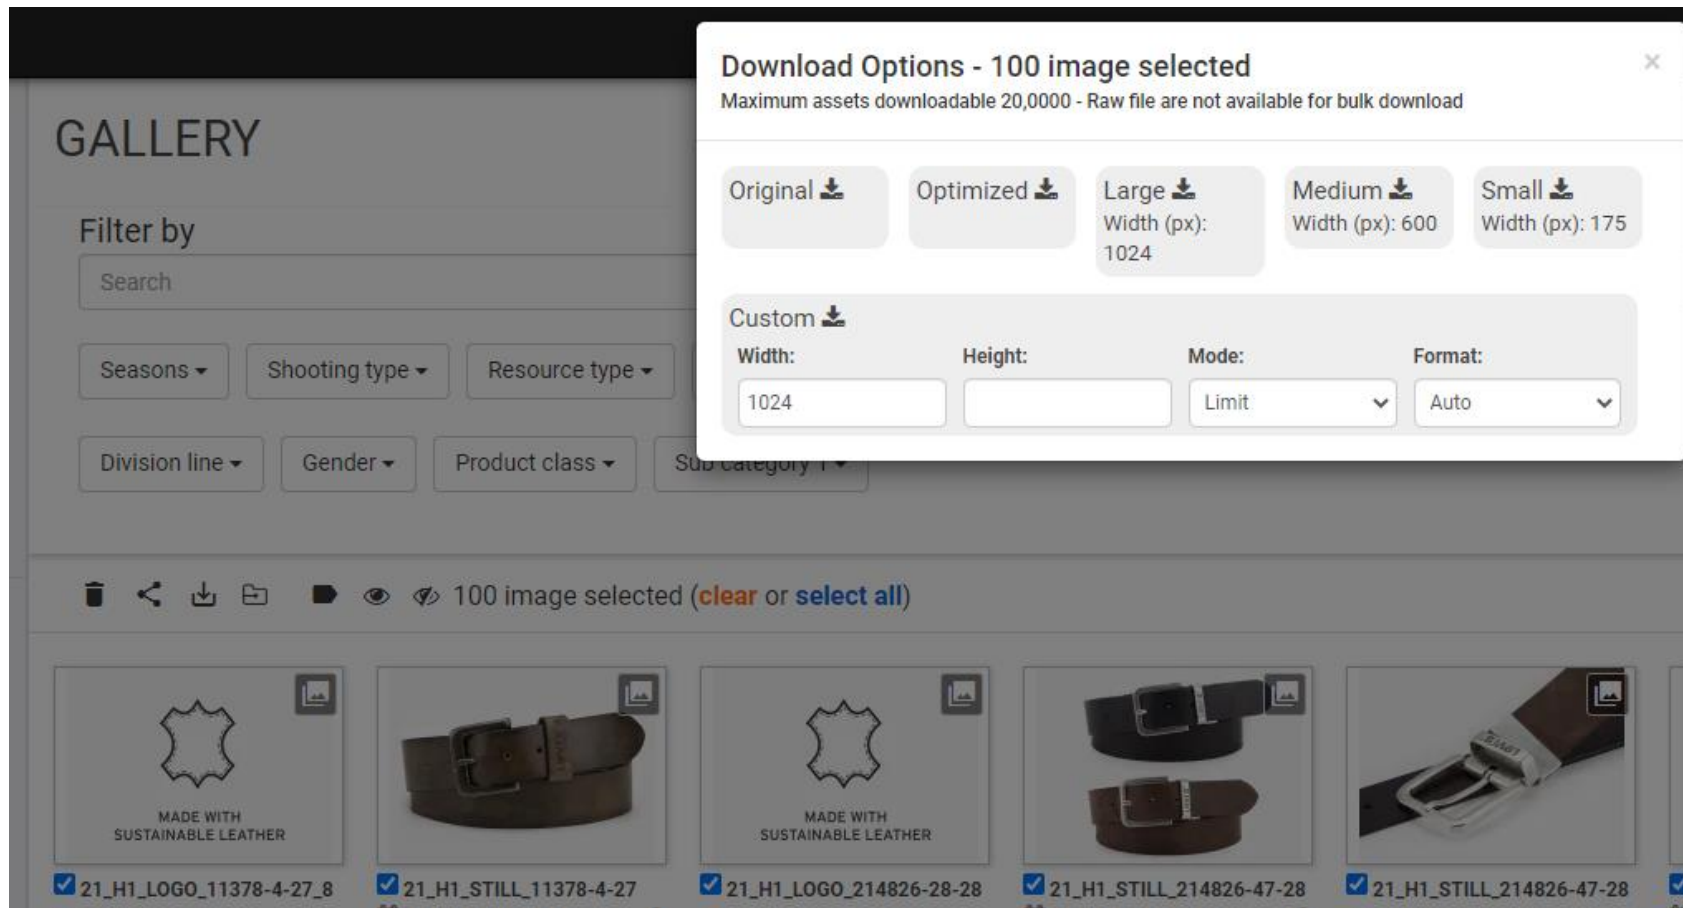 Download Options - 100 image selected
×
Maximum assets downloadable 20,0000 - Raw file are not available for bulk download
GALLERY
Original
Optimized
Large
Width (px):
1024
Medium
Width (px): 600
Small
Width (px): 175
Filter by
Search
Custom
Width:
Height:
Mode:
Format:
1024
Limit
Auto
Seasons
Shooting type
Resource type
Division line
Gender
Product class
Sub category 1
100 image selected (clear or select all)
MADE WITH
SUSTAINABLE LEATHER
MADE WITH
SUSTAINABLE LEATHER
21_H1_LOGO_11378-4-27_8
21_H1_STILL_11378-4-27
21_H1_LOGO_214826-28-28
21_H1_STILL_214826-47-28
21_H1_STILL_214826-47-28